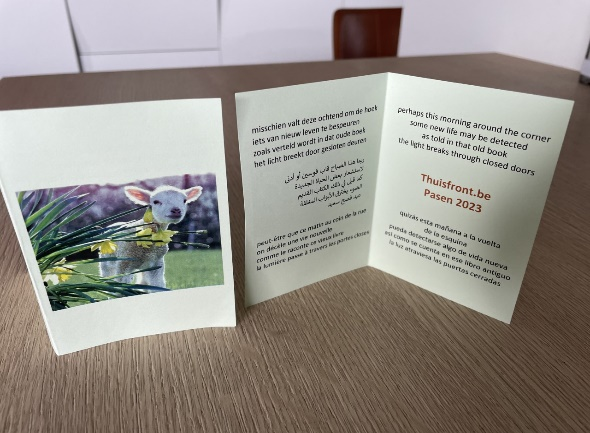 misschien valt deze ochtend om de hoek
iets van nieuw leven te bespeuren
zoals verteld wordt in dat oude boek
het licht breekt door gesloten deuren
ربما هذا الصباح قاب قوسين أو أدنى
لاستشعار بعض الحياة الجديدة
كما قيل في ذلك الكتاب القديم
الضوء يخترق الأبواب المغلقة
عيد فصح سعيد
peut-être que ce matin au coin de la rue
on décèle une vie nouvelle
comme le raconte ce vieux livre
la lumière passe à travers les portes closes
perhaps this morning around the corner
some new life may be detected
as told in that old book
the light breaks through closed doors
Thuisfront.be
Pasen 2023
quizás esta mañana a la vuelta
de la esquina
pueda detectarse algo de vida nueva
así como se cuenta en ese libro antiguo
la luz atraviesa las puertas cerradas